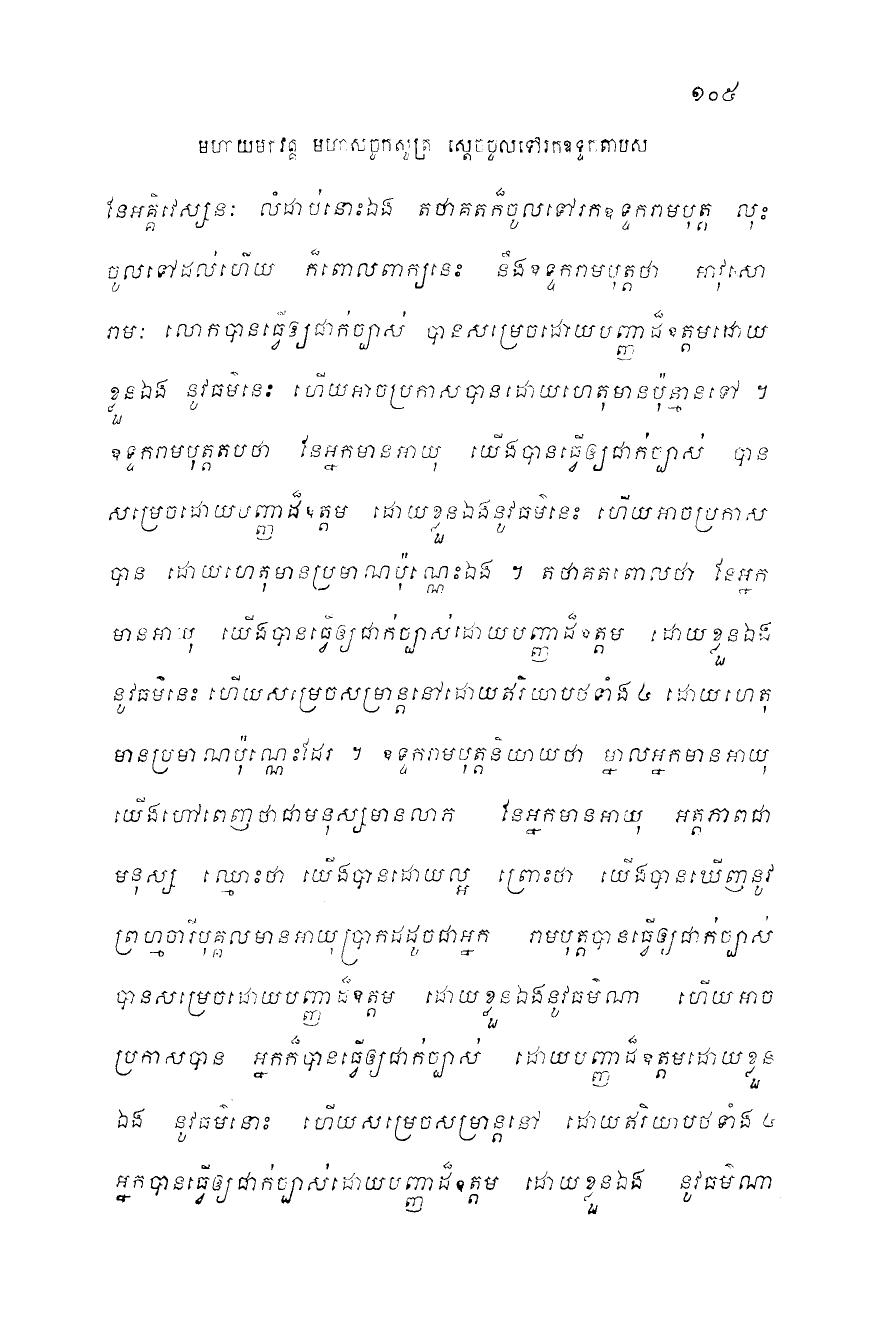 ១០៥
មហាយមកវគ្គ មហាសច្ចកសូត្រ ស្តេចចូលទៅរកឧទ្ទកតាបស
នែអគ្គិវេស្សនៈ លំដាប់នោះឯង តថាគតក៏ចូលទៅរកឧទ្ទករាមបុត្ត លុះ
ចូលទៅដល់ហើយ ក៏ពោលពាក្យនេះ នឹងឧទ្ទករាមបុត្តថា អាវុសោ
រាមៈ លោកបានធ្វើឲ្យជាក់ច្បាស់ បានសម្រេចដោយបញ្ញាដ៏ឧត្តមដោយ
ខ្លួនឯង នូវធម៌នេះ ហើយអាចប្រកាសបានដោយហេតុមានប៉ុន្មានទៅ ។
ឧទ្ទករាមបុត្តតបថា នែអ្នកមានអាយុ យើងបានធ្វើឲ្យជាក់ច្បាស់ បាន
សម្រេចដោយបញ្ញាដ៏ឧត្តម ដោយខ្លួនឯងនូវធម៌នេះ ហើយអាចប្រកាស
បាន ដោយហេតុមានប្រមាណប៉ុណ្ណេះឯង ។ តថាគតពោលថា នែអ្នក
មានអាយុ យើងបានធ្វើឲ្យជាក់ច្បាស់ដោយបញ្ញាដ៏ឧត្តម ដោយខ្លួនឯង
នូវធម៌នេះ ហើយសម្រេចសម្រាន្តនៅដោយឥរិយាបថទាំង ៤ ដោយហេតុ
មានប្រមាណប៉ុណ្ណេះដែរ ។ ឧទ្ទករាមបុត្តនិយាយថា ម្នាលអ្នកមានអាយុ
យើងហៅពេញថាជាមនុស្សមានលាភ នែអ្នកមានអាយុ អត្តភាពជា
មនុស្ស ឈ្មោះថា យើងបានដោយល្អ ព្រោះថា យើងបានឃើញនូវ
ព្រហ្មចារីបុគ្គលមានអាយុប្រាកដដូចជាអ្នក រាមបុត្តបានធ្វើឲ្យជាក់ច្បាស់
បានសម្រេចដោយបញ្ញាដ៏ឧត្តម ដោយខ្លួនឯងនូវធម៌ណា ហើយអាច
ប្រកាសបាន អ្នកក៏បានធ្វើឲ្យជាក់ច្បាស់ ដោយបញ្ញាដ៏ឧត្តមដោយខ្លួន
ឯង នូវធម៌នោះ ហើយសម្រេចសម្រាន្តនៅ ដោយឥរិយាបថទាំង ៤
អ្នកបានធ្វើឲ្យជាក់ច្បាស់ដោយបញ្ញាដ៏ឧត្តម ដោយខ្លួនឯង នូវធម៌ណា